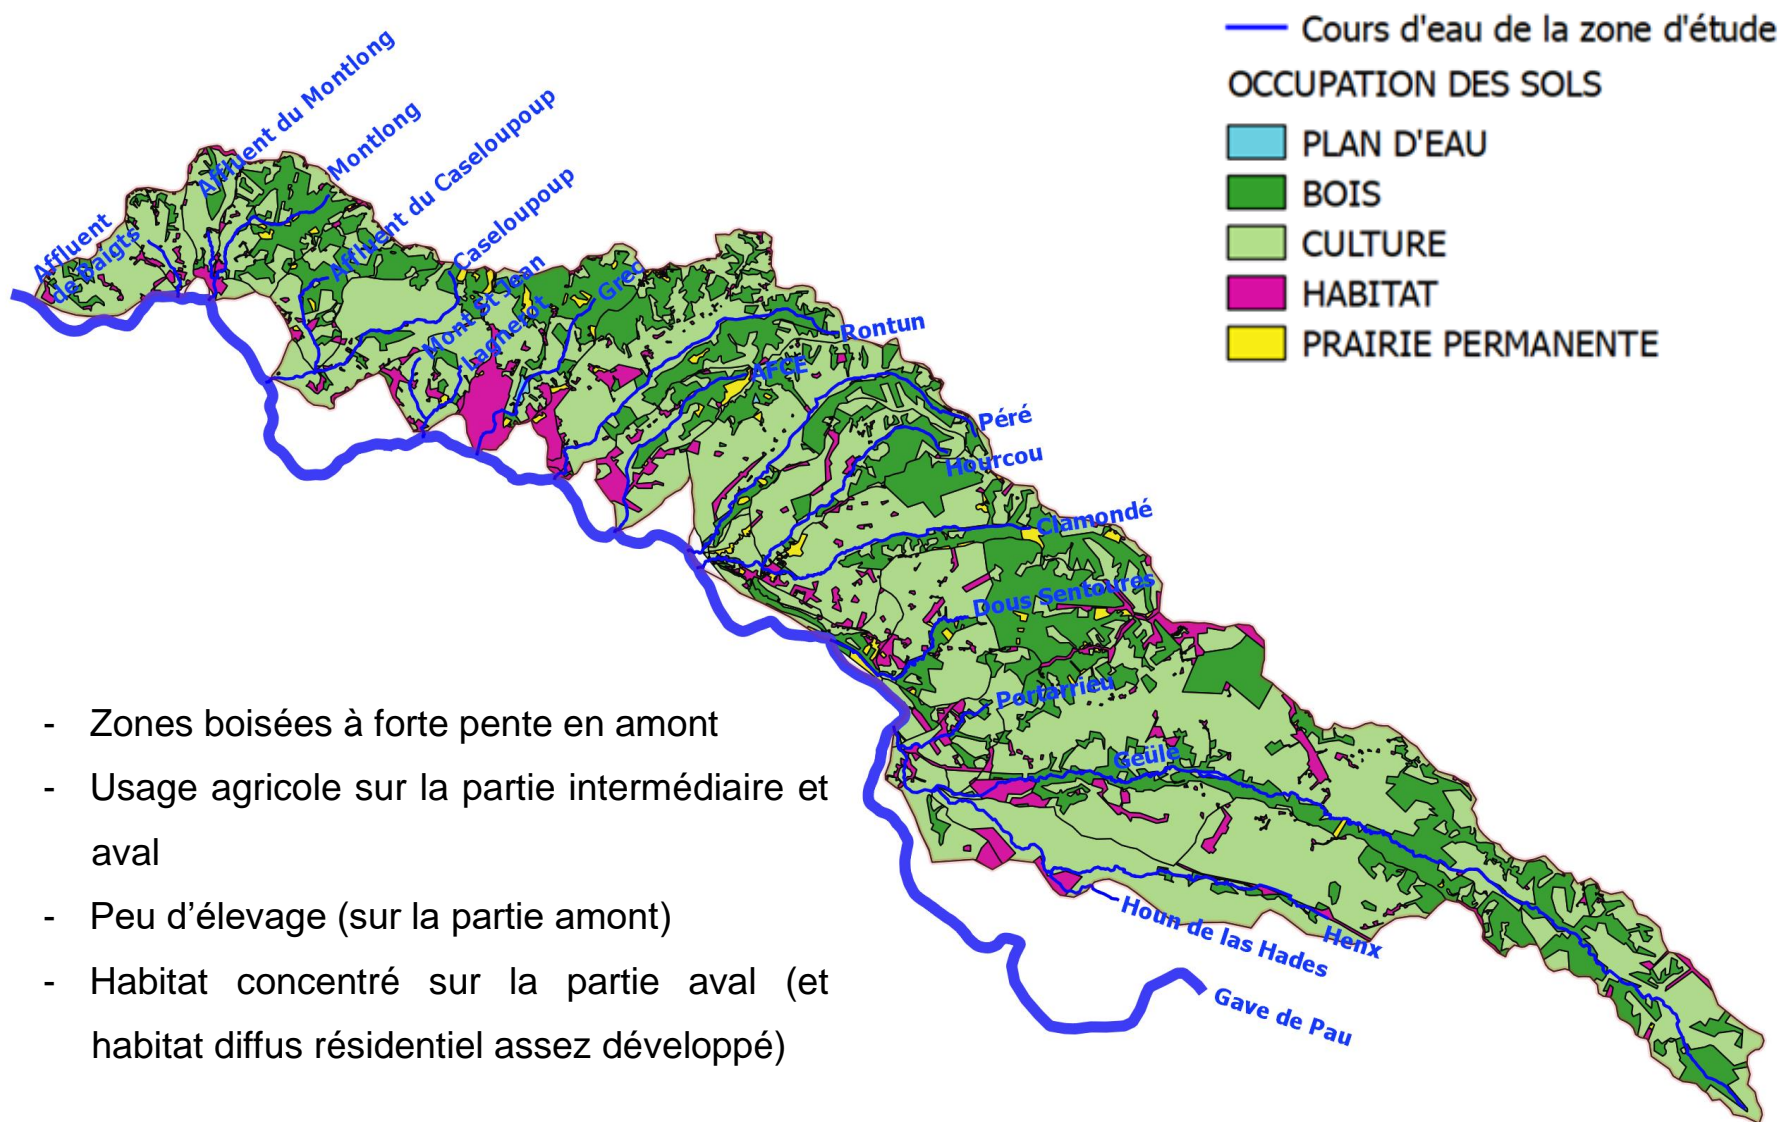 Cours d'eau de la zone d'étude
OCCUPATION DES SOLS
PLAN D'EAU
BOIS
CULTURE
HABITAT
PRAIRIE PERMANENTE
Affluent du Montlong
Montlong
Affluent du Caseloupoup
Caseloupoup
Affluent
de Baigts
Mont St Jean
Lagnerot
Grec
Rontun
AFCE
Péré
Hourcou
Clamondé
Dous Sentoures
Portarrieu
Geüle
Houn de las Hades
Henx
Gave de Pau
- Zones boisées à forte pente en amont
- Usage agricole sur la partie intermédiaire et
aval
- Peu d’élevage (sur la partie amont)
- Habitat concentré sur la partie aval (et
habitat diffus résidentiel assez développé)